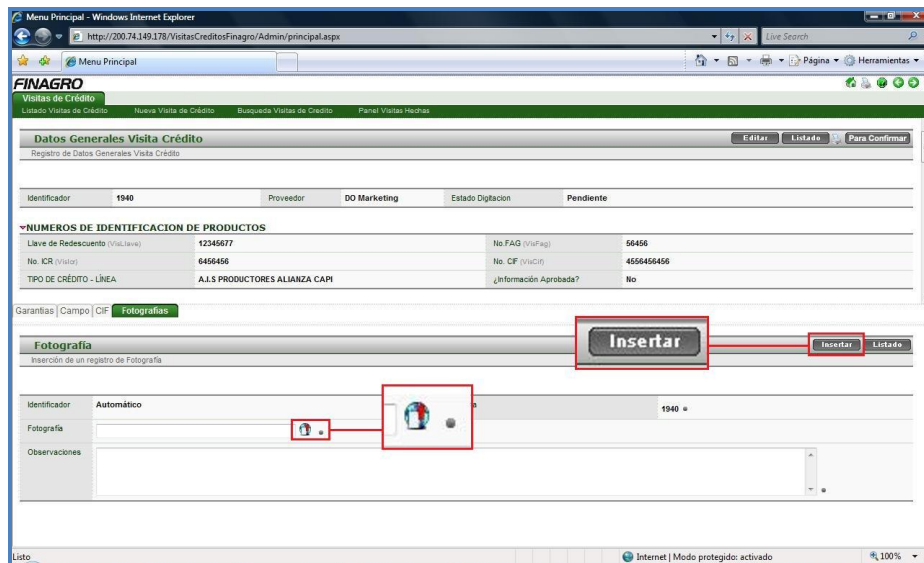 Menu Principal - Windows Internet Explorer
http://200.74.149.178/VisitasCreditosFinagro/Admin/principal.aspx
Live Search
Menu Principal
Página
Herramientas
FINAGRO
Visitas de Crédito
Listado Visitas de Crédito Nueva Visita de Crédito Busqueda Visitas de Credito Panel Visitas Hechas
Datos Generales Visita Crédito
Editar Listado Para Confirmar
Registro de Datos Generales Visita Crédito
Identificador 1940 Proveedor DO Marketing Estado Digitacion Pendiente
NUMEROS DE IDENTIFICACION DE PRODUCTOS
Llave de Redescuento (VisLlave) 12345677 No.FAG (VisFag) 56456
No. ICR (VisIcr) 6456456 No. CIF (VisCif) 4556456456
TIPO DE CRÉDITO - LÍNEA A.I.S PRODUCTORES ALIANZA CAPI ¿Información Aprobada? No
Garantias Campo CIF Fotografias
Insertar
Fotografía
Insertar Listado
Inserción de un registro de Fotografía
Identificador Automático 1940
Fotografía
Observaciones
Listo
Internet | Modo protegido: activado
100%